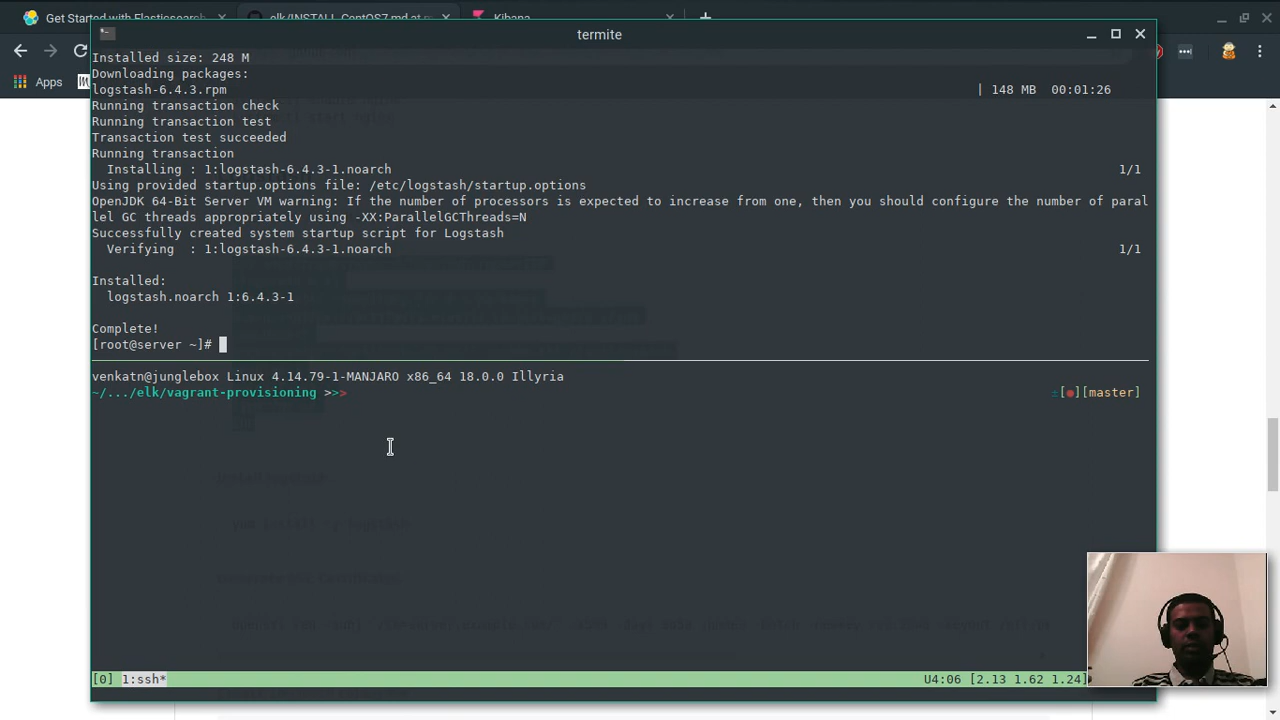 Get Started with Elasticsearch
elk/INSTALL_CentOS7.md at m
Kibana
termite
Apps
Installed size: 248 M
Downloading packages:
logstash-6.4.3.rpm | 148 MB 00:01:26
Running transaction check
Running transaction test
Transaction test succeeded
Running transaction
Installing : 1:logstash-6.4.3-1.noarch 1/1
Using provided startup.options file: /etc/logstash/startup.options
OpenJDK 64-Bit Server VM warning: If the number of processors is expected to increase from one, then you should configure the number of paral
lel GC threads appropriately using -XX:ParallelGCThreads=N
Successfully created system startup script for Logstash
Verifying : 1:logstash-6.4.3-1.noarch 1/1
Installed:
logstash.noarch 1:6.4.3-1
Complete!
[root@server ~]#
venkatn@junglebox Linux 4.14.79-1-MANJARO x86_64 18.0.0 Illyria
~/.../elk/vagrant-provisioning >>> ±[●][master]
[0] 1:ssh* U4:06 [2.13 1.62 1.24]